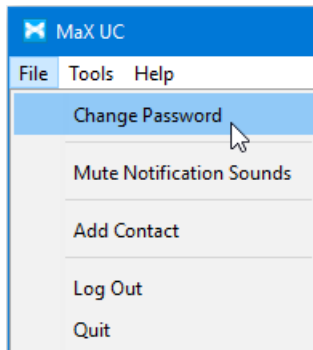 MaX UC
File Tools Help
Change Password
Mute Notification Sounds
Add Contact
Log Out
Quit